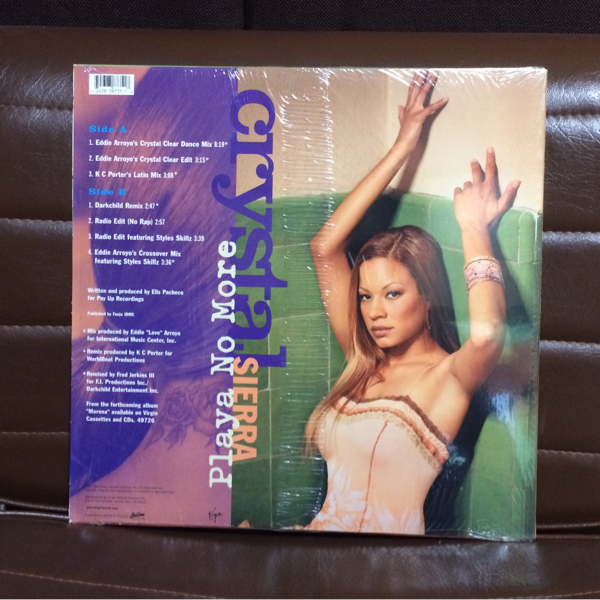 Side A
1. Eddie Arroyo's Crystal Clear Dance Mix 8:19*
2. Eddie Arroyo's Crystal Clear Edit 3:15*
3. K C Porter's Latin Mix 3:08+
Side B
1. Darkchild Remix 2:47*
2. Radio Edit (No Rap) 2:57
3. Radio Edit featuring Styles Skillz 3:39
4. Eddie Arroyo's Crossover Mix
featuring Styles Skillz 3:36*
Written and produced by Elis Pacheco
for Pay Up Recordings
Published by
* Mix produced by Eddie "Love" Arroyo
for International Music Center, Inc.
+ Remix produced by K C Porter for
WorldBeat Productions
* Remixed by Fred Jerkins III
for F.J. Productions Inc./
Darkchild Entertainment Inc.
From the forthcoming album
"Morena" available on Virgin
Cassettes and CDs. 49726
crystal
SIERRA
Playa No More
Virgin